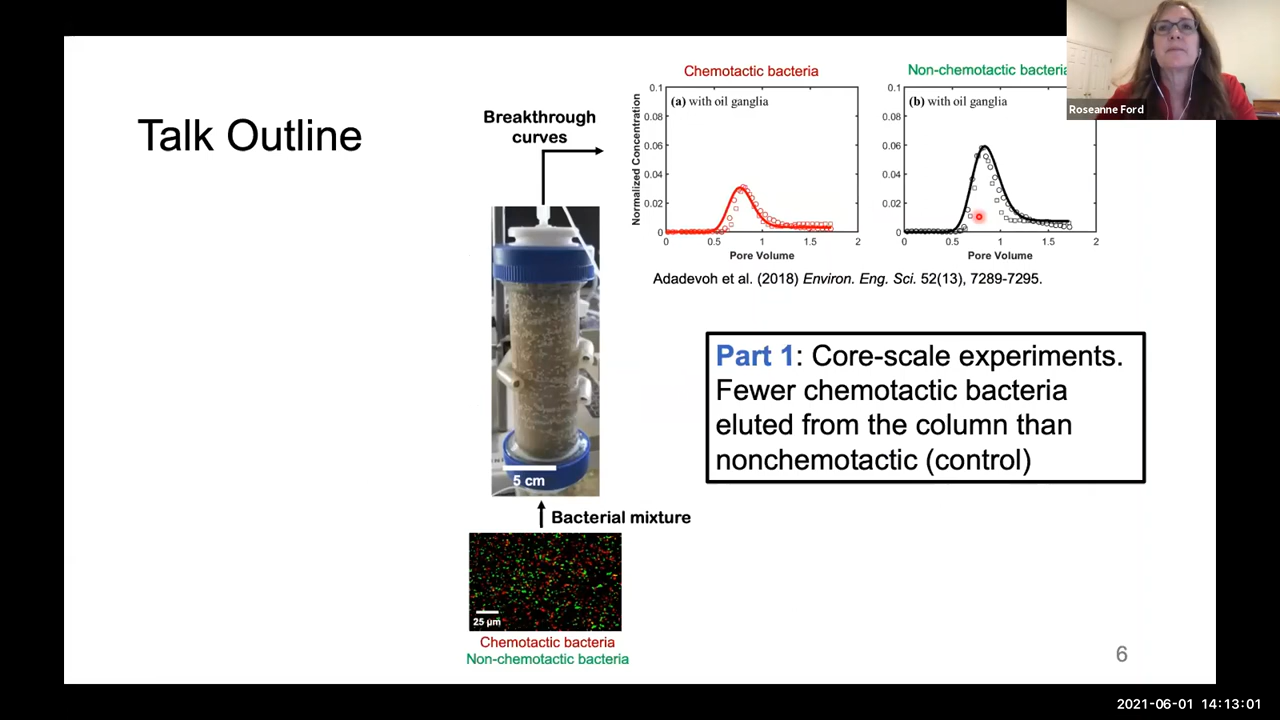 Talk Outline
Breakthrough
curves
Chemotactic bacteria
(a) with oil ganglia
Normalized Concentration
0.1
0.08
0.06
0.04
0.02
0
0
0.5
1
1.5
2
Pore Volume
Non-chemotactic bacteria
(b) with oil ganglia
0.1
0.08
0.06
0.04
0.02
0
0
0.5
1
1.5
2
Pore Volume
Roseanne Ford
Adadevoh et al. (2018) Environ. Eng. Sci. 52(13), 7289-7295.
Part 1: Core-scale experiments.
Fewer chemotactic bacteria
eluted from the column than
nonchemotactic (control)
5 cm
Bacterial mixture
25 µm
Chemotactic bacteria
Non-chemotactic bacteria
6
2021-06-01 14:13:01